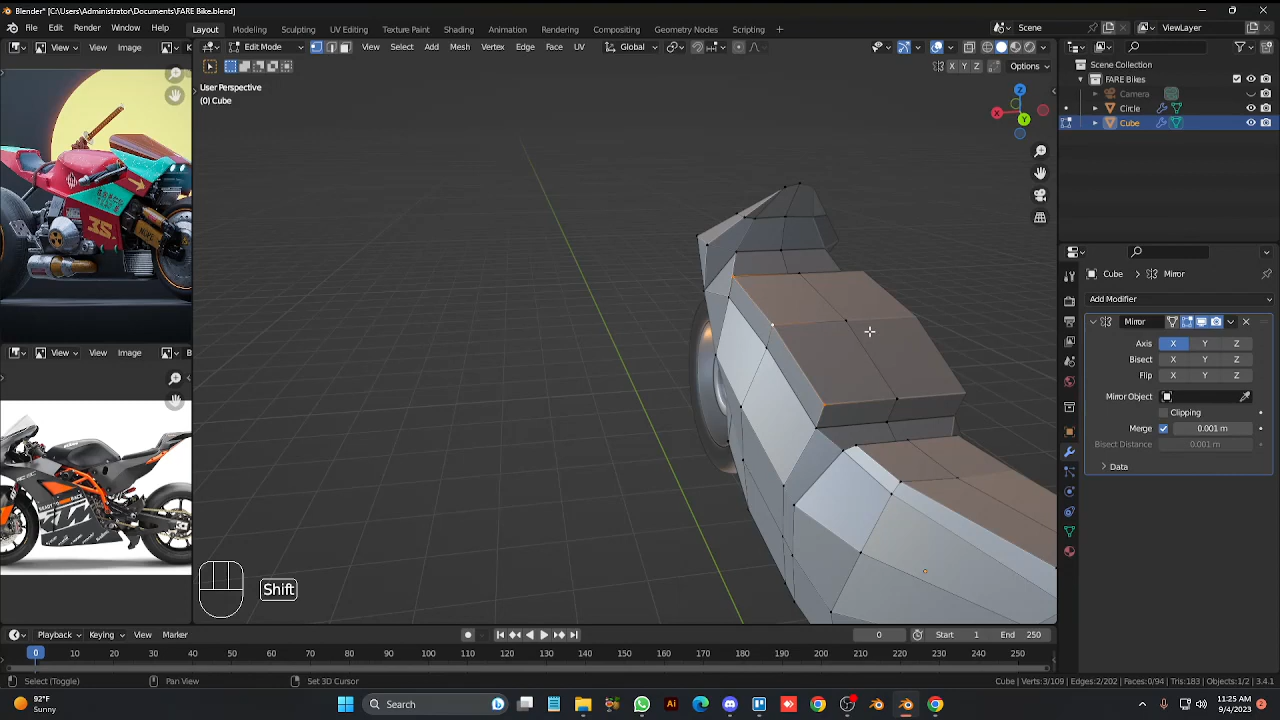 Blender* [C:\Users\Administrator\Documents\FARE Bike.blend]
File Edit Render Window Help
Layout Modeling Sculpting UV Editing Texture Paint Shading Animation Rendering Compositing Geometry Nodes Scripting
Scene
ViewLayer
View View Image
Edit Mode View Select Add Mesh Vertex Edge Face UV
Global
X Y Z Options
User Perspective
(0) Cube
Z
X
Y
35
View View Image
Shift
Scene Collection
FARE Bikes
Camera
Circle
Cube
Cube Mirror
Add Modifier
Mirror
Axis X Y Z
Bisect X Y Z
Flip X Y Z
Mirror Object
Clipping
Merge 0.001 m
Bisect Distance 0.001 m
Data
Playback Keying View Marker
0 Start 1 End 250
0 10 20 30 40 50 60 70 80 90 100 110 120 130 140 150 160 170 180 190 200 210 220 230 240 250
Select (Toggle) Pan View Set 3D Cursor
Cube | Verts:3/109 | Edges:2/202 | Faces:0/94 | Tris:183 | Objects:1/2 | 3.4.1
92°F
Sunny
Search
Ai
11:25 AM
9/4/2023